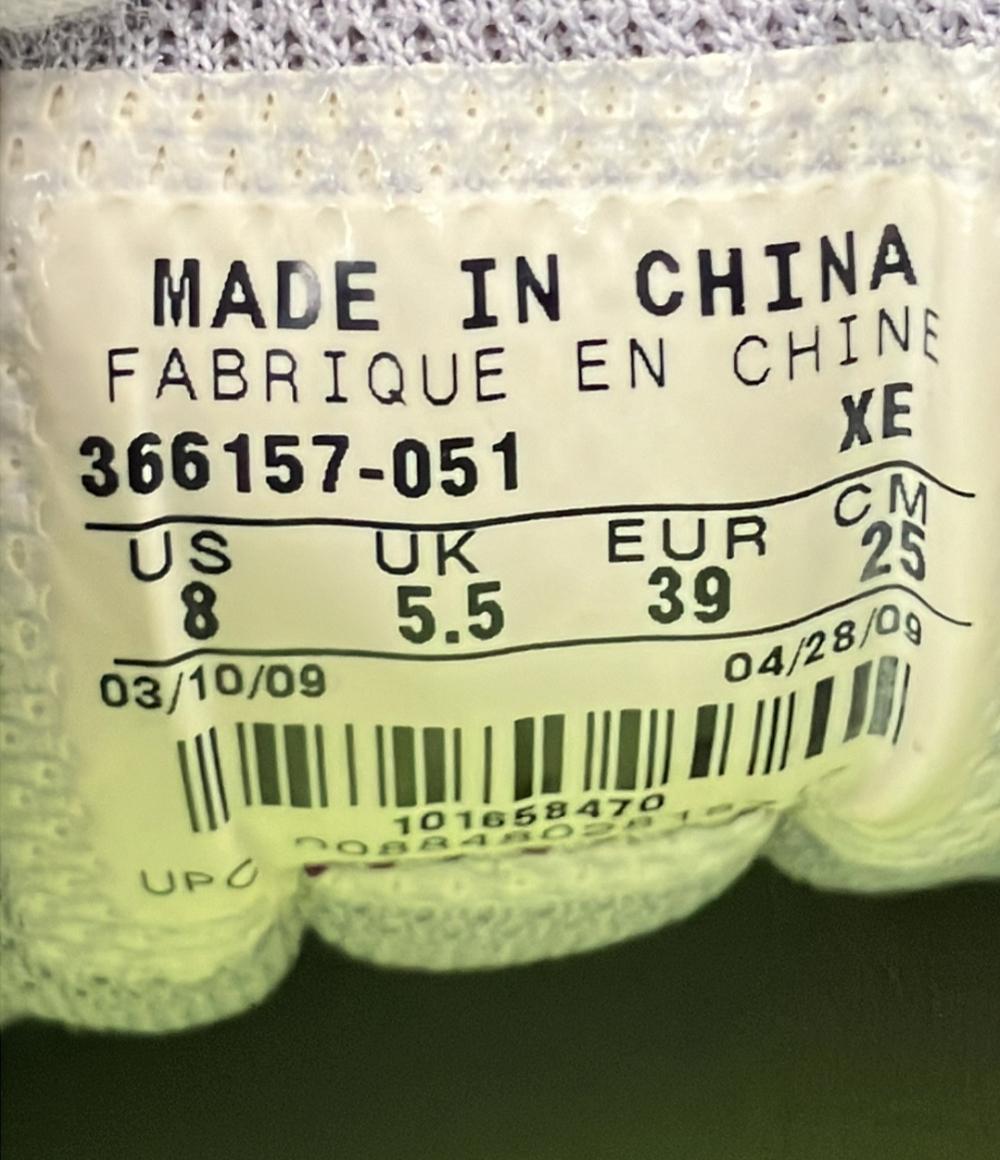 MADE IN CHINA
FABRIQUE EN CHINE
XE
366157-051
US UK EUR CM
8 5.5 39 25
03/10/09 04/28/09
101658470
UPC